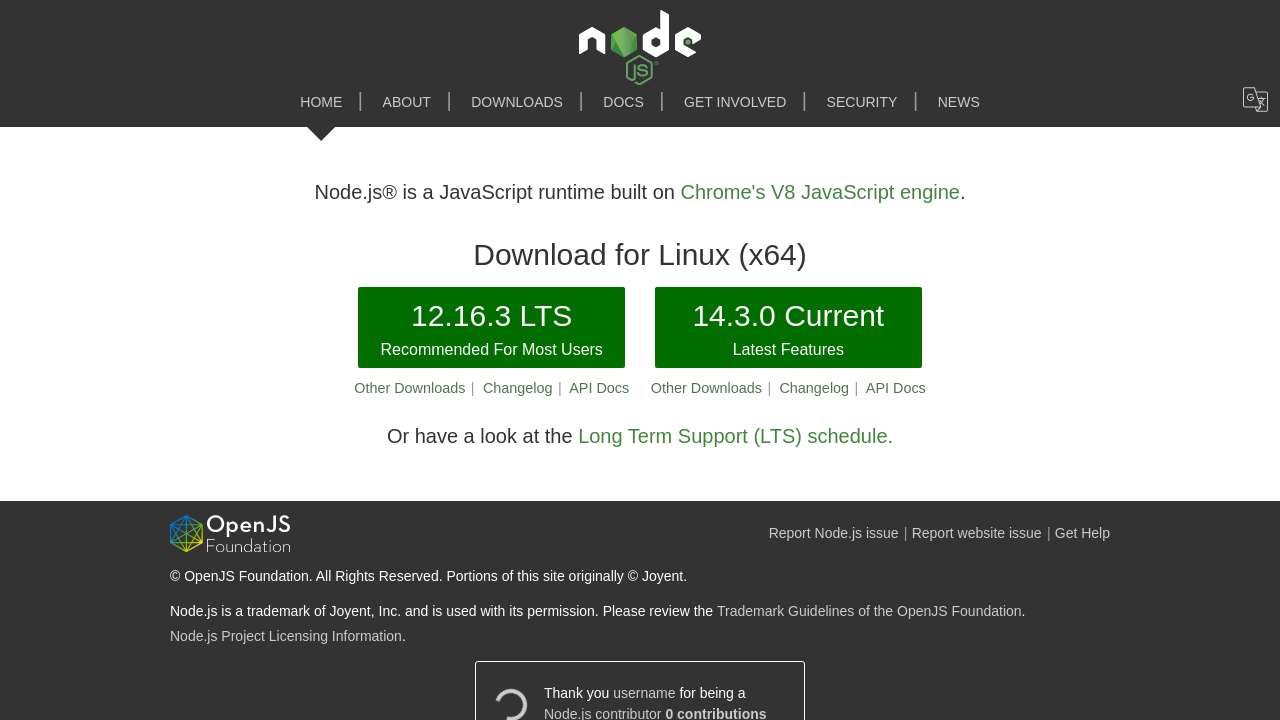 node
JS
HOME | ABOUT | DOWNLOADS | DOCS | GET INVOLVED | SECURITY | NEWS
Node.js® is a JavaScript runtime built on Chrome's V8 JavaScript engine.
Download for Linux (x64)
12.16.3 LTS
Recommended For Most Users
Other Downloads | Changelog | API Docs
14.3.0 Current
Latest Features
Other Downloads | Changelog | API Docs
Or have a look at the Long Term Support (LTS) schedule.
OpenJS
Foundation
Report Node.js issue | Report website issue | Get Help
© OpenJS Foundation. All Rights Reserved. Portions of this site originally © Joyent.
Node.js is a trademark of Joyent, Inc. and is used with its permission. Please review the Trademark Guidelines of the OpenJS Foundation.
Node.js Project Licensing Information.
Thank you username for being a
Node.js contributor 0 contributions